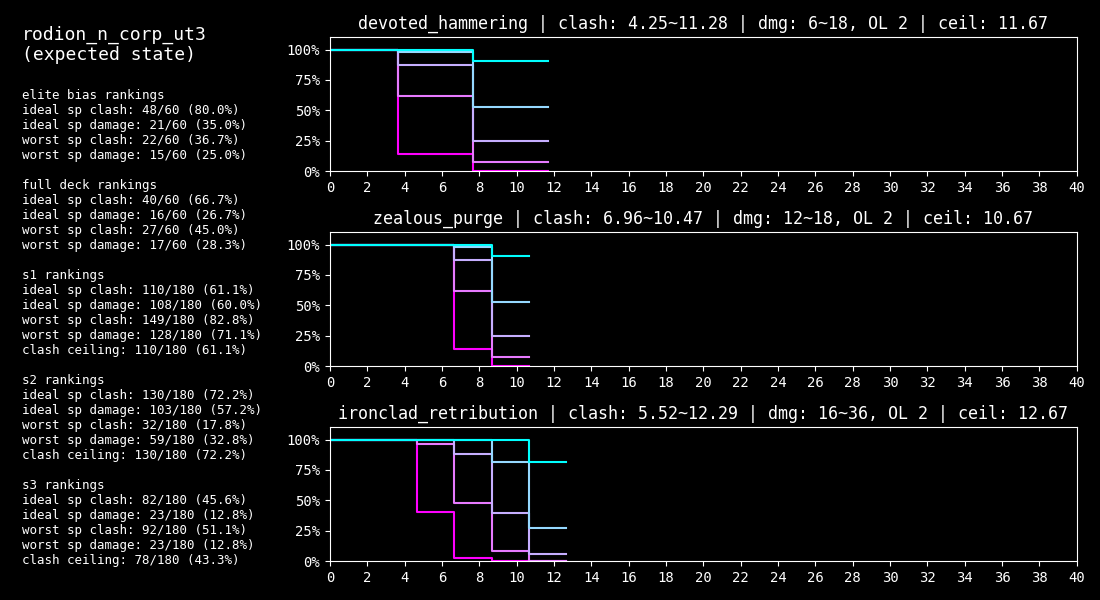 rodion_n_corp_ut3
(expected state)
elite bias rankings
ideal sp clash: 48/60 (80.0%)
ideal sp damage: 21/60 (35.0%)
worst sp clash: 22/60 (36.7%)
worst sp damage: 15/60 (25.0%)
full deck rankings
ideal sp clash: 40/60 (66.7%)
ideal sp damage: 16/60 (26.7%)
worst sp clash: 27/60 (45.0%)
worst sp damage: 17/60 (28.3%)
s1 rankings
ideal sp clash: 110/180 (61.1%)
ideal sp damage: 108/180 (60.0%)
worst sp clash: 149/180 (82.8%)
worst sp damage: 128/180 (71.1%)
clash ceiling: 110/180 (61.1%)
s2 rankings
ideal sp clash: 130/180 (72.2%)
ideal sp damage: 103/180 (57.2%)
worst sp clash: 32/180 (17.8%)
worst sp damage: 59/180 (32.8%)
clash ceiling: 130/180 (72.2%)
s3 rankings
ideal sp clash: 82/180 (45.6%)
ideal sp damage: 23/180 (12.8%)
worst sp clash: 92/180 (51.1%)
worst sp damage: 23/180 (12.8%)
clash ceiling: 78/180 (43.3%)
devoted_hammering | clash: 4.25~11.28 | dmg: 6~18, OL 2 | ceil: 11.67
100%
75%
50%
25%
0%
0 2 4 6 8 10 12 14 16 18 20 22 24 26 28 30 32 34 36 38 40
zealous_purge | clash: 6.96~10.47 | dmg: 12~18, OL 2 | ceil: 10.67
100%
75%
50%
25%
0%
0 2 4 6 8 10 12 14 16 18 20 22 24 26 28 30 32 34 36 38 40
ironclad_retribution | clash: 5.52~12.29 | dmg: 16~36, OL 2 | ceil: 12.67
100%
75%
50%
25%
0%
0 2 4 6 8 10 12 14 16 18 20 22 24 26 28 30 32 34 36 38 40